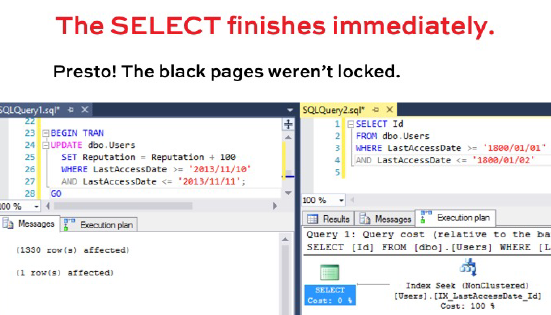 The SELECT finishes immediately.
Presto! The black pages weren't locked.
SQLQuery1.sql*
22
23 BEGIN TRAN
24 UPDATE dbo.Users
25 SET Reputation = Reputation + 100
26 WHERE LastAccessDate >= '2013/11/10'
27 AND LastAccessDate <= '2013/11/11';
28 GO
100 %
Messages Execution plan
(1330 row(s) affected)
(1 row(s) affected)
SQLQuery2.sql*
1 SELECT Id
2 FROM dbo.Users
3 WHERE LastAccessDate >= '1800/01/01'
4 AND LastAccessDate <= '1800/01/02'
5
100 %
Results Messages Execution plan
Query 1: Query cost (relative to the ba
SELECT [Id] FROM [dbo].[Users] WHERE [L
SELECT
Cost: 0 %
Index Seek (NonClustered)
[Users].[IX_LastAccessDate_Id]
Cost: 100 %